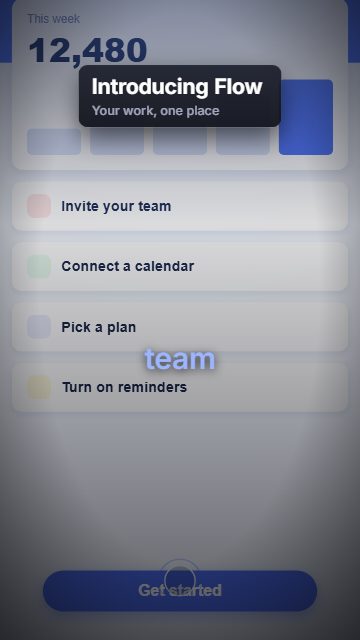 This week
12,480
Introducing Flow
Your work, one place
Invite your team
Connect a calendar
Pick a plan
team
Turn on reminders
Get started